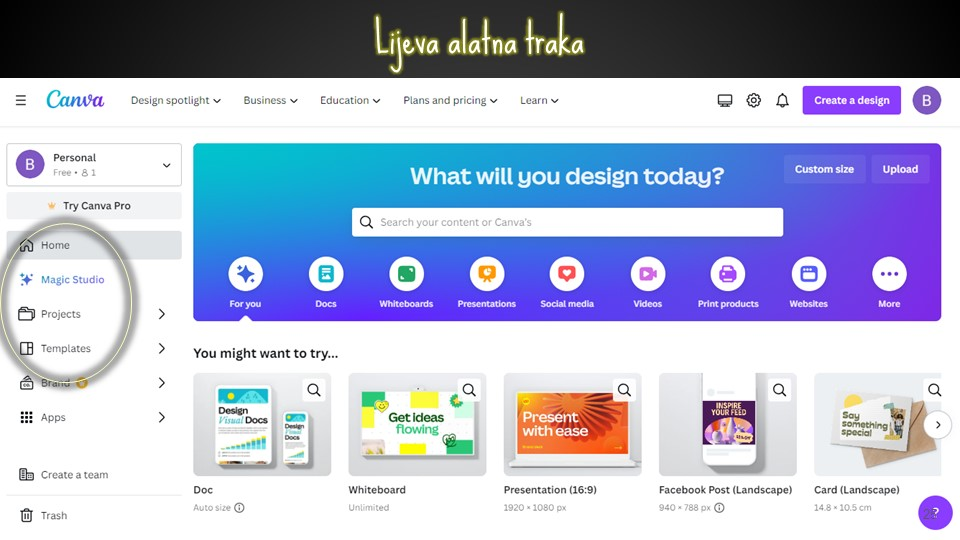 Lijeva alatna traka
Canva
Design spotlight
Business
Education
Plans and pricing
Learn
Create a design
B
B
Personal
Free • 1
Try Canva Pro
Home
Magic Studio
Projects
Templates
Brand
Apps
Create a team
Trash
What will you design today?
Custom size
Upload
Search your content or Canva's
For you
Docs
Whiteboards
Presentations
Social media
Videos
Print products
Websites
More
You might want to try...
Design
Visual Docs
Design
Visual
Docs
Get ideas
flowing
Present
with ease
INSPIRE
YOUR FEED
Say
something
special
Doc
Auto size
Whiteboard
Unlimited
Presentation (16:9)
1920 × 1080 px
Facebook Post (Landscape)
940 × 788 px
Card (Landscape)
14.8 × 10.5 cm
?